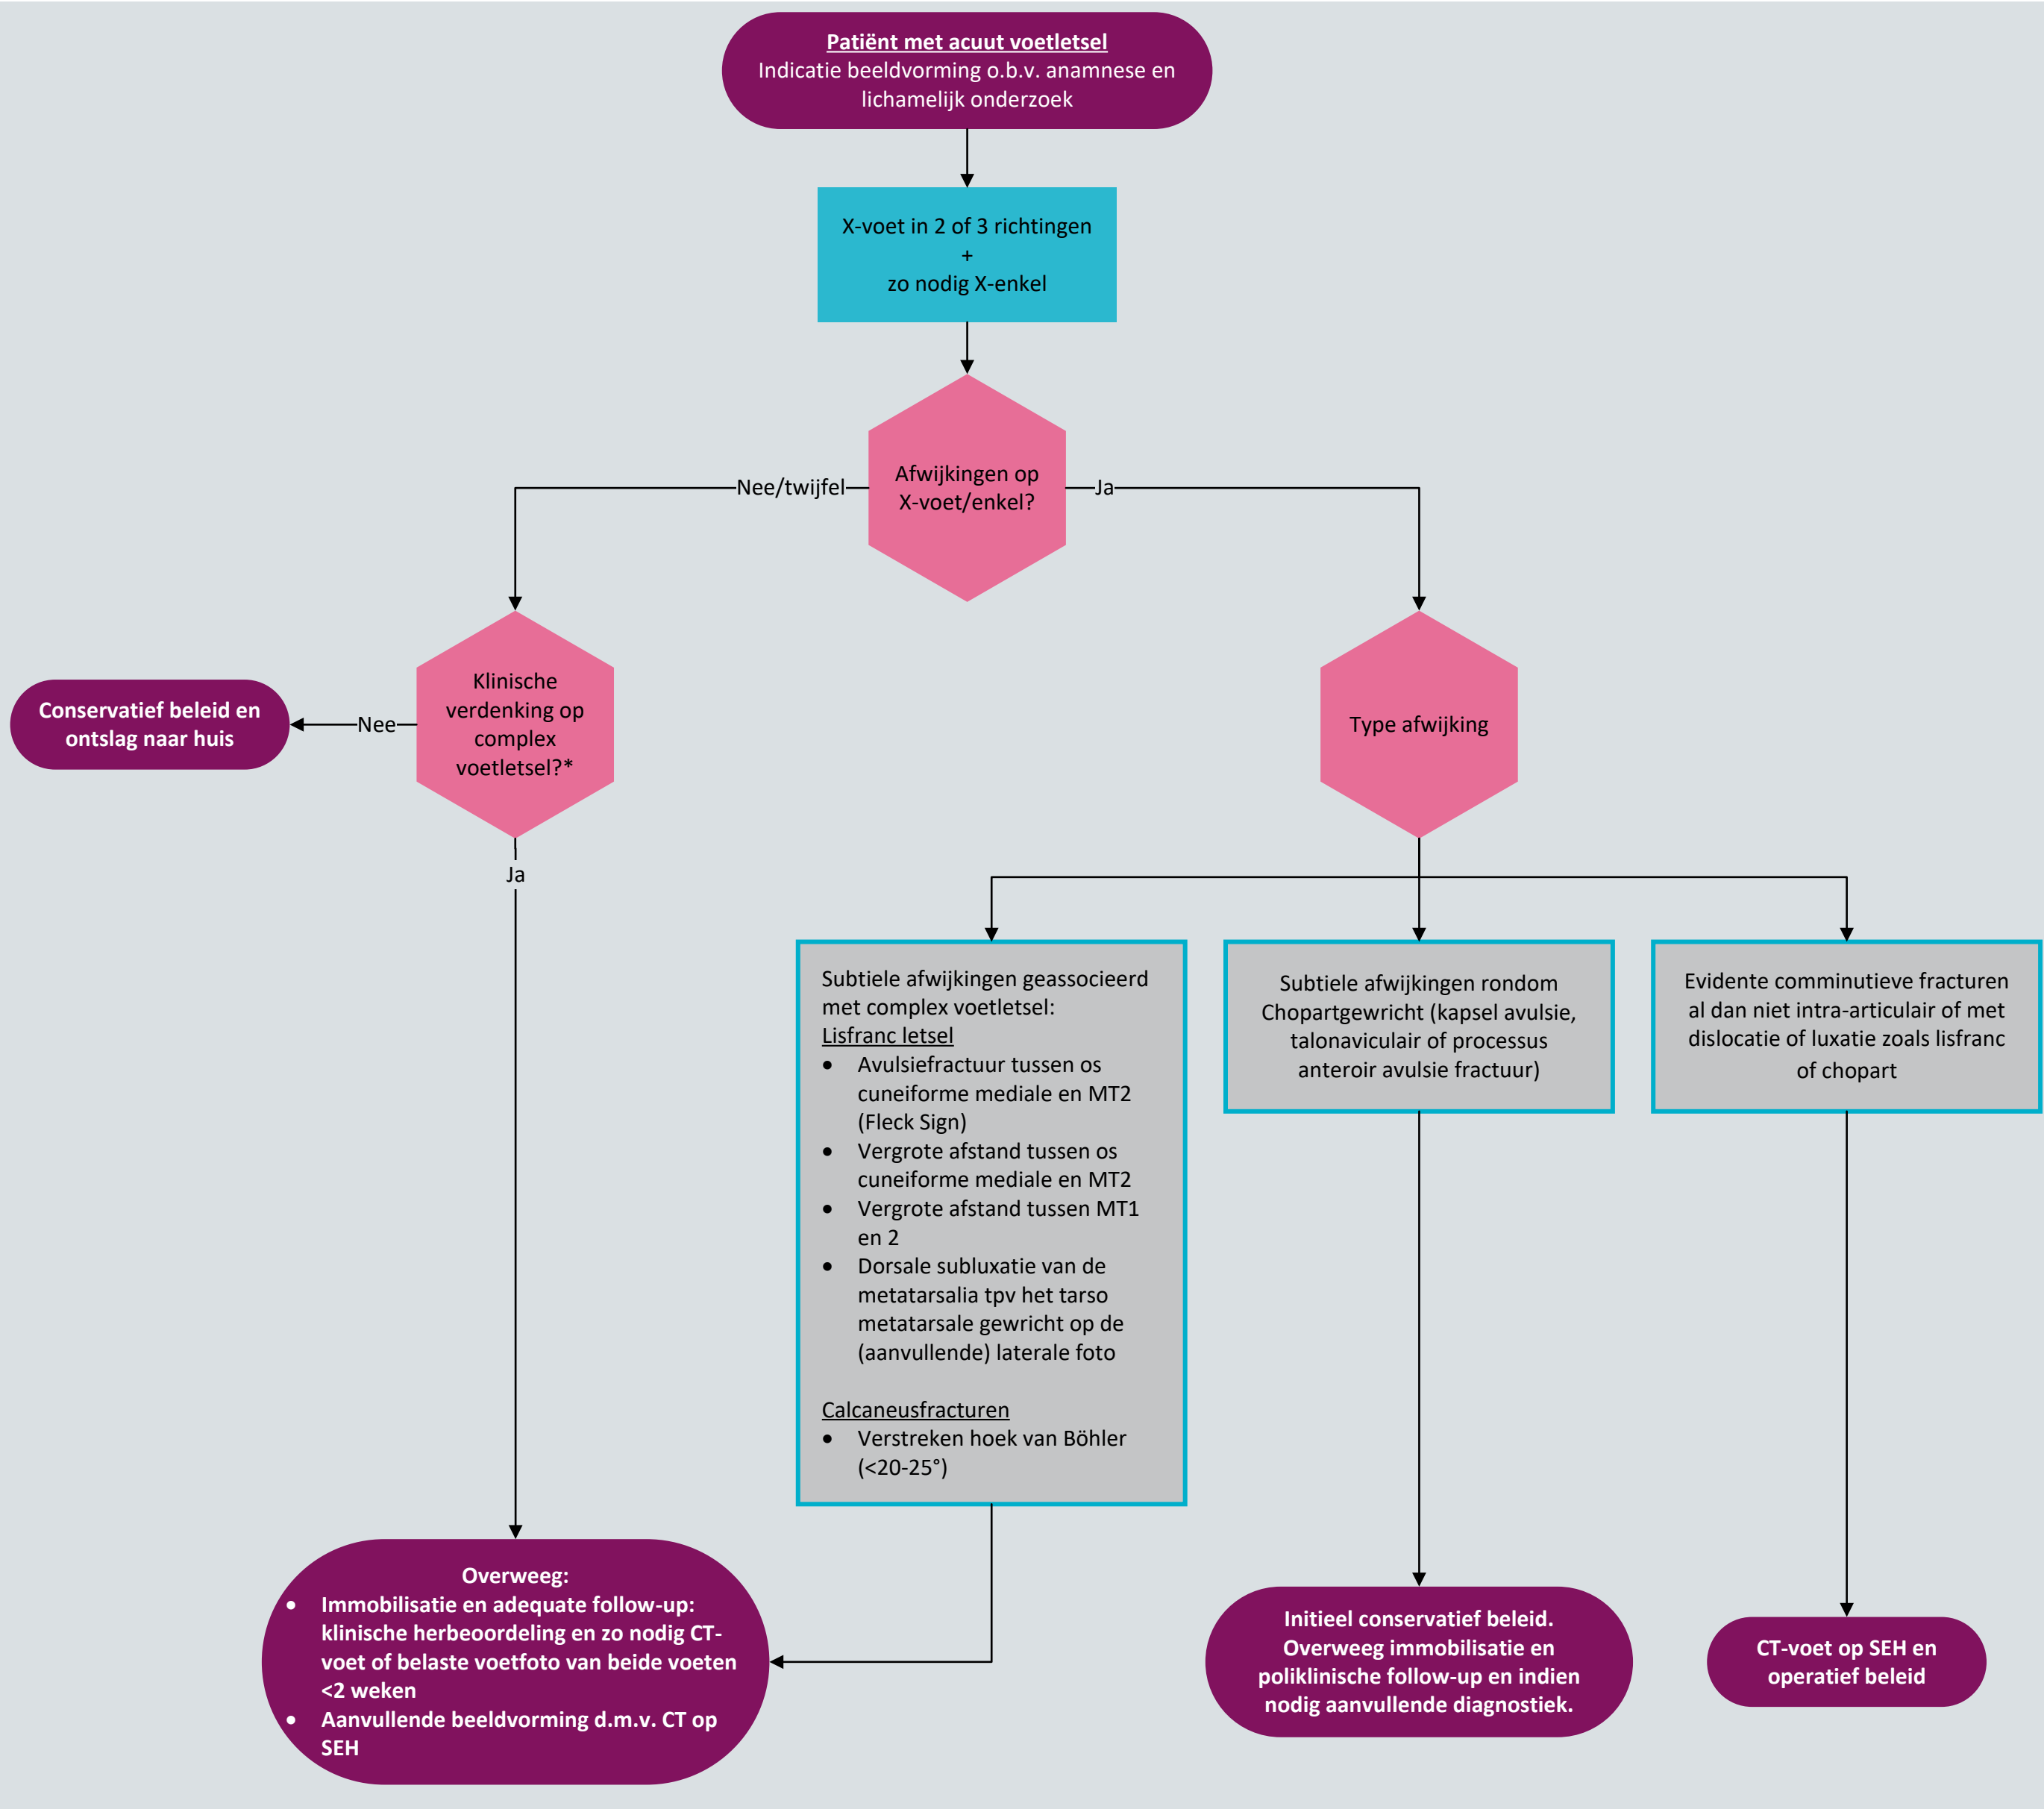 Patiënt met acuut voetletsel
Indicatie beeldvorming o.b.v. anamnese en
lichamelijk onderzoek
X-voet in 2 of 3 richtingen
+
zo nodig X-enkel
Afwijkingen op
X-voet/enkel?
Nee/twijfel
Ja
Klinische
verdenking op
complex
voetletsel?*
Nee
Conservatief beleid en
ontslag naar huis
Ja
Type afwijking
Subtiele afwijkingen geassocieerd
met complex voetletsel:
Lisfranc letsel
• Avulsiefractuur tussen os
cuneiforme mediale en MT2
(Fleck Sign)
• Vergrote afstand tussen os
cuneiforme mediale en MT2
• Vergrote afstand tussen MT1
en 2
• Dorsale subluxatie van de
metatarsalia tpv het tarso
metatarsale gewricht op de
(aanvullende) laterale foto
Calcaneusfracturen
• Verstreken hoek van Böhler
(<20-25°)
Subtiele afwijkingen rondom
Chopartgewricht (kapsel avulsie,
talonaviculair of processus
anteroir avulsie fractuur)
Evidente comminutieve fracturen
al dan niet intra-articulair of met
dislocatie of luxatie zoals lisfranc
of chopart
Overweeg:
• Immobilisatie en adequate follow-up:
klinische herbeoordeling en zo nodig CT-
voet of belaste voetfoto van beide voeten
<2 weken
• Aanvullende beeldvorming d.m.v. CT op
SEH
Initieel conservatief beleid.
Overweeg immobilisatie en
poliklinische follow-up en indien
nodig aanvullende diagnostiek.
CT-voet op SEH en
operatief beleid